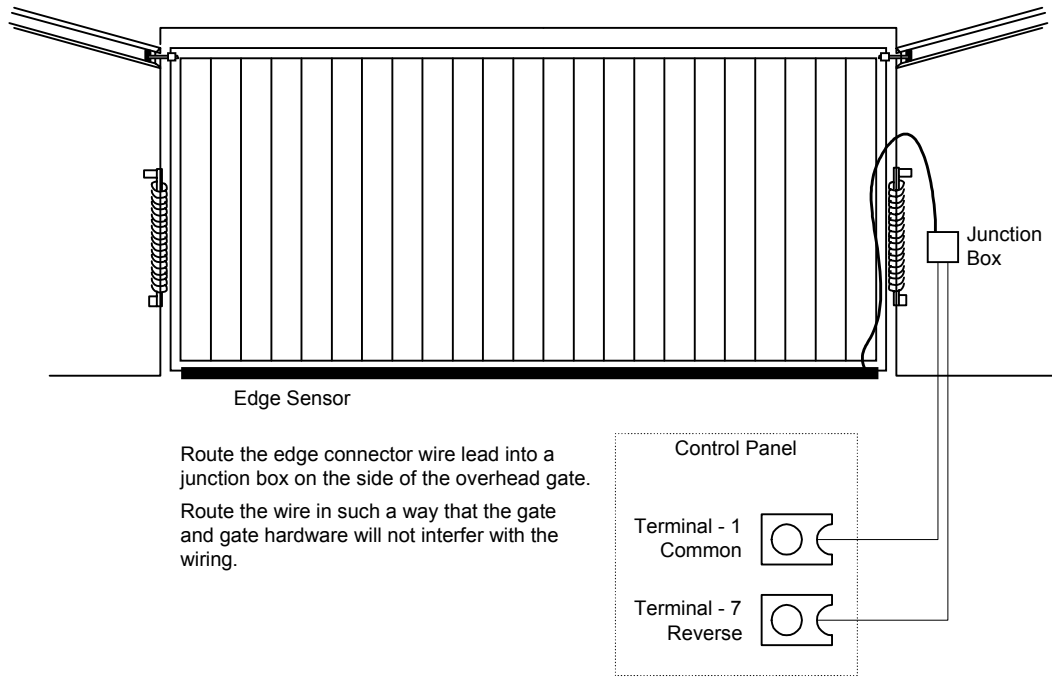 Junction
Box
Edge Sensor
Route the edge connector wire lead into a
junction box on the side of the overhead gate.
Route the wire in such a way that the gate
and gate hardware will not interfer with the
wiring.
Control Panel
Terminal - 1
Common
Terminal - 7
Reverse